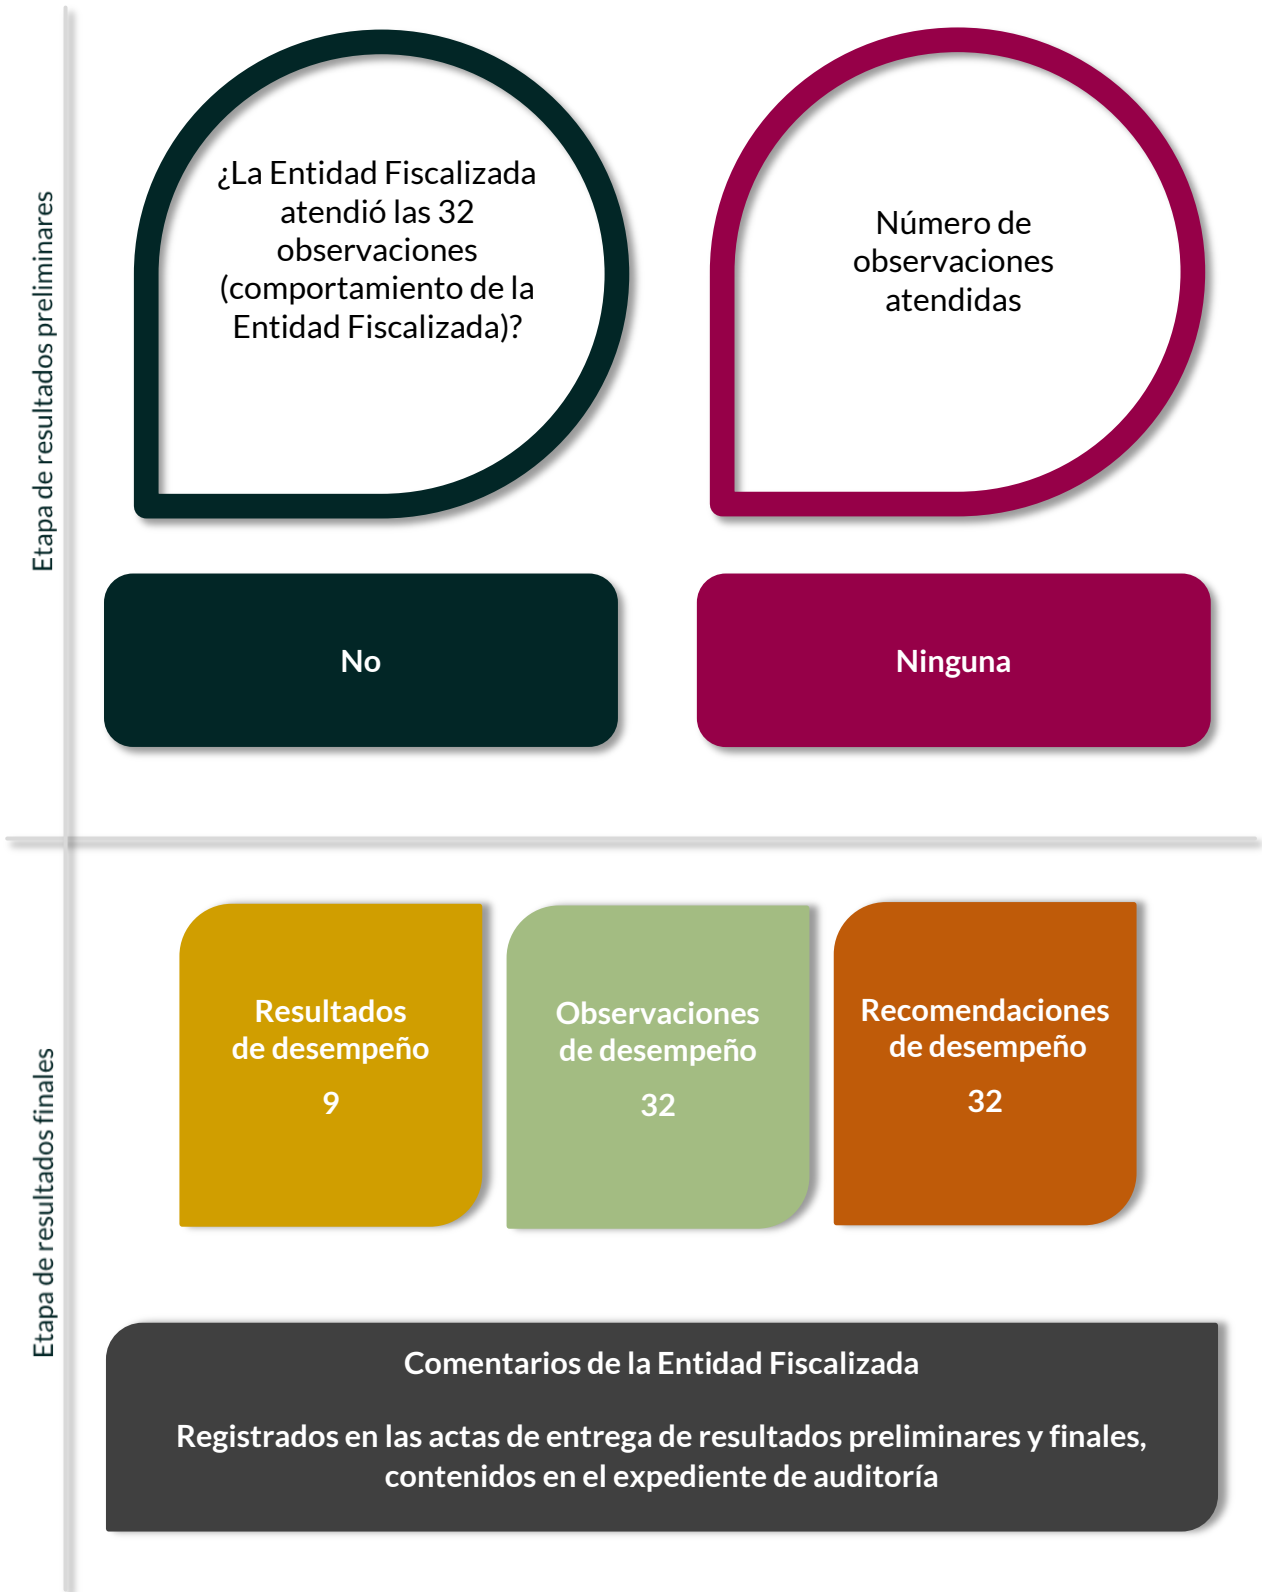 Etapa de resultados preliminares
¿La Entidad Fiscalizada
atendió las 32
observaciones
(comportamiento de la
Entidad Fiscalizada)?
Número de
observaciones
atendidas
No
Ninguna
Etapa de resultados finales
Resultados
de desempeño
9
Observaciones
de desempeño
32
Recomendaciones
de desempeño
32
Comentarios de la Entidad Fiscalizada
Registrados en las actas de entrega de resultados preliminares y finales,
contenidos en el expediente de auditoría